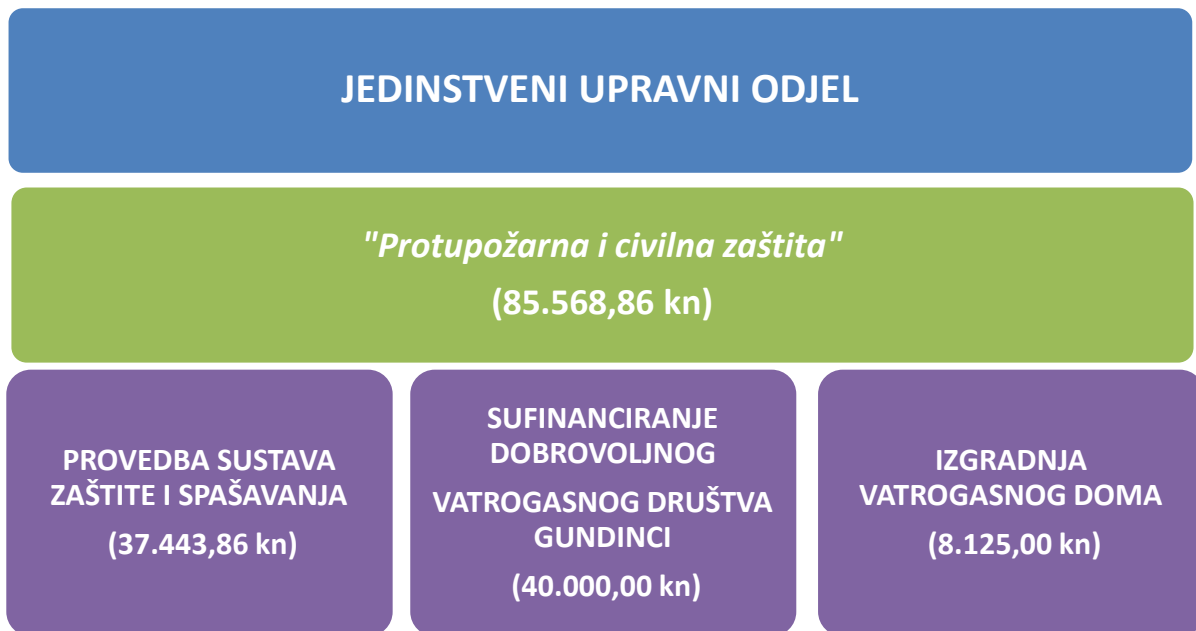 JEDINSTVENI UPRAVNI ODJEL
"Protupožarna i civilna zaštita"
(85.568,86 kn)
PROVEDBA SUSTAVA
ZAŠTITE I SPAŠAVANJA
(37.443,86 kn)
SUFINANCIRANJE
DOBROVOLJNOG
VATROGASNOG DRUŠTVA
GUNDINCI
(40.000,00 kn)
IZGRADNJA
VATROGASNOG DOMA
(8.125,00 kn)